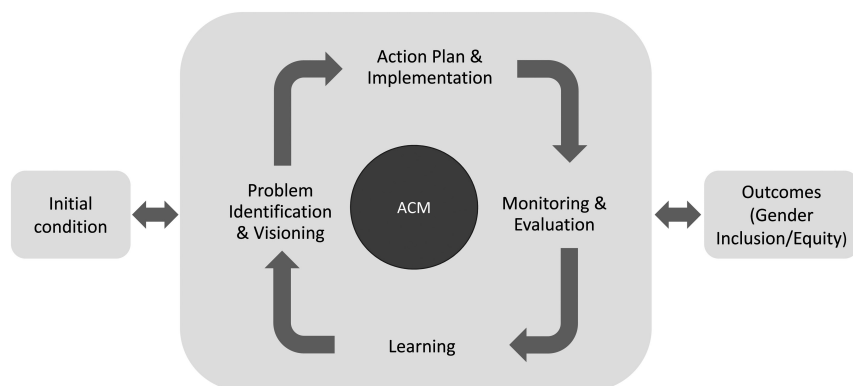 Action Plan &
Implementation
Initial
condition
Problem
Identification
& Visioning
ACM
Monitoring &
Evaluation
Outcomes
(Gender
Inclusion/Equity)
Learning